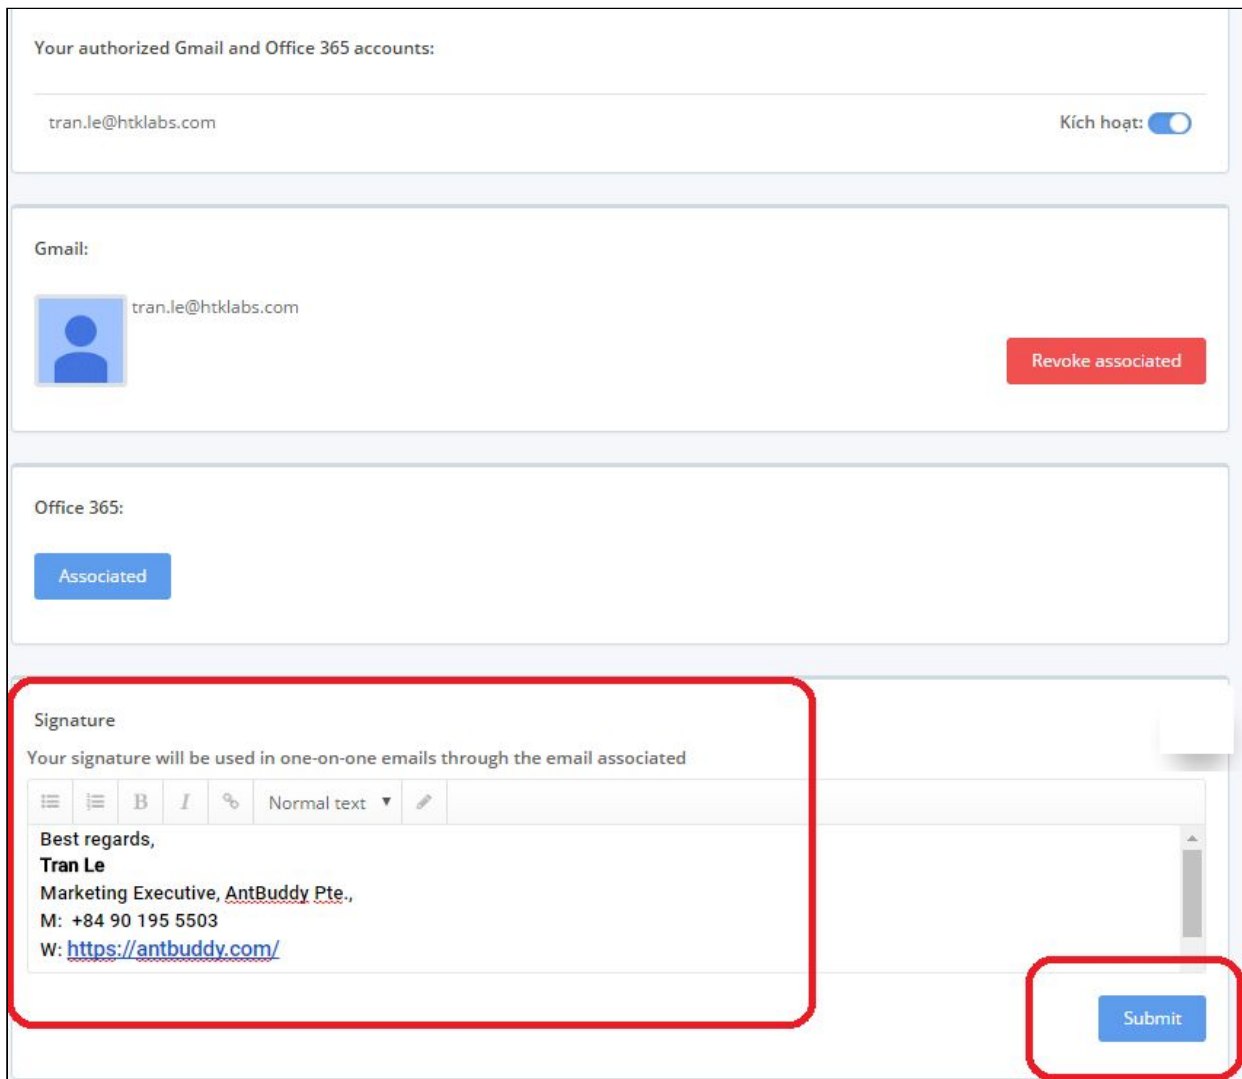 Your authorized Gmail and Office 365 accounts:
tran.le@htklabs.com
Kích hoạt:
Gmail:
tran.le@htklabs.com
Revoke associated
Office 365:
Associated
Signature
Your signature will be used in one-on-one emails through the email associated
B I Normal text
Best regards,
Tran Le
Marketing Executive, AntBuddy Pte.,
M: +84 90 195 5503
W: https://antbuddy.com/
Submit